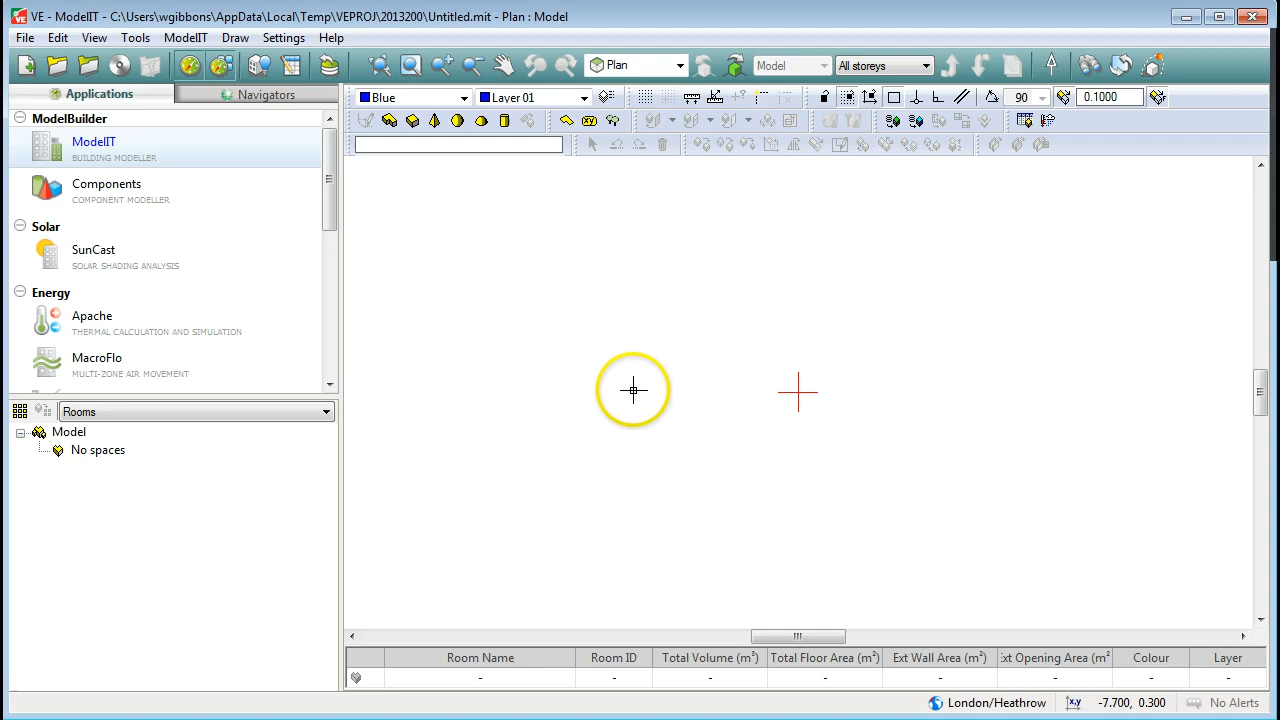 VE - ModelIT - C:\Users\wgibbons\AppData\Local\Temp\VEPROJ\2013200\Untitled.mit - Plan : Model
File Edit View Tools ModelIT Draw Settings Help
Plan Model All storeys
Applications Navigators
Blue Layer 01 90 0.1000
ModelBuilder
ModelIT
BUILDING MODELLER
Components
COMPONENT MODELLER
Solar
SunCast
SOLAR SHADING ANALYSIS
Energy
Apache
THERMAL CALCULATION AND SIMULATION
MacroFlo
MULTI-ZONE AIR MOVEMENT
Rooms
Model
No spaces
Room Name Room ID Total Volume (m³) Total Floor Area (m²) Ext Wall Area (m²) Ext Opening Area (m² Colour Layer
- - - - - - - -
London/Heathrow x,y -7.700, 0.300 No Alerts